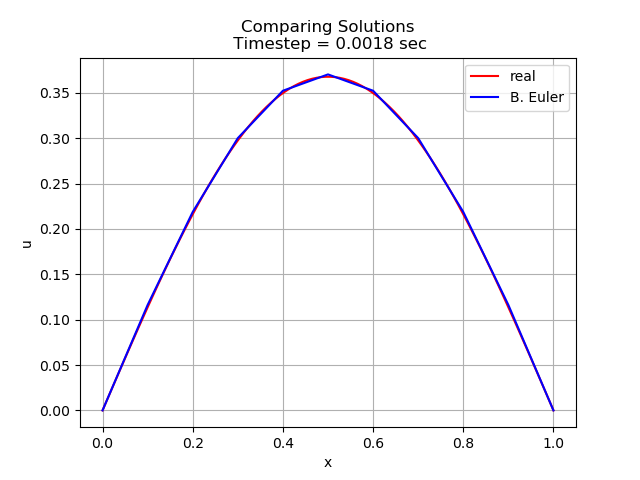 Comparing Solutions
Timestep = 0.0018 sec
real
B. Euler
0.35
0.30
0.25
0.20
0.15
0.10
0.05
0.00
u
0.0 0.2 0.4 0.6 0.8 1.0
x